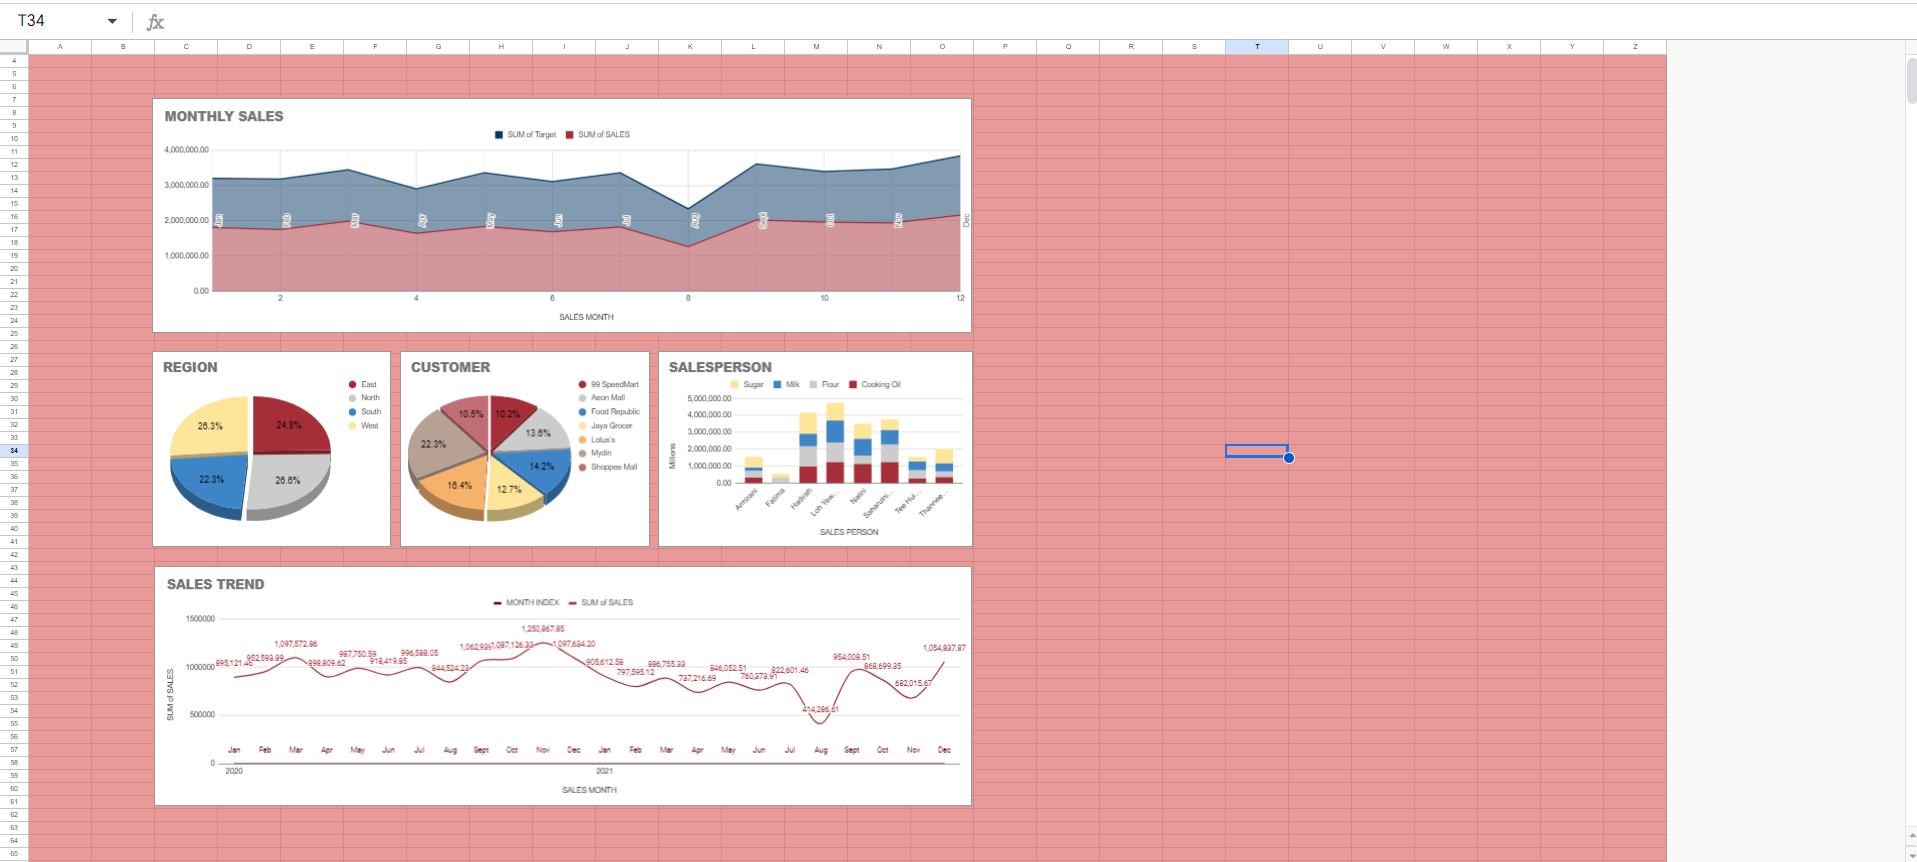 T34
fx
A B C D E F G H I J K L M N O P Q R S T U V W X Y Z
4
5
6
7
8
9
10
11
12
13
14
15
16
17
18
19
20
21
22
23
24
25
26
27
28
29
30
31
32
33
34
35
36
37
38
39
40
41
42
43
44
45
46
47
48
49
50
51
52
53
54
55
56
57
58
59
60
61
62
63
64
65
MONTHLY SALES
SUM of Target SUM of SALES
4,000,000.00
3,000,000.00
2,000,000.00
1,000,000.00
0.00
Jan Feb Mar Apr May Jun Jul Aug Sept Oct Nov Dec
2 4 6 8 10 12
SALES MONTH
REGION
East
North
South
West
26.3% 24.8%
22.3% 26.6%
CUSTOMER
99 SpeedMart
Aeon Mall
Food Republic
Jaya Grocer
Lotus's
Mydin
Shoppee Mall
10.5% 10.2%
22.3% 13.6%
14.2%
16.4% 12.7%
SALESPERSON
Sugar Milk Flour Cooking Oil
5,000,000.00
4,000,000.00
3,000,000.00
2,000,000.00
1,000,000.00
0.00
Millions
Fatima Loh Yew... Nalini Tee Hui... Thannee...
SALES PERSON
SALES TREND
MONTH INDEX SUM of SALES
1500000
1000000
500000
0
SUM of SALES
895,121.46 952,593.89 1,097,572.86 898,809.62 987,750.59 918,419.85 996,588.05 844,524.23 1,087,126.33 1,250,867.85 1,097,634.20 905,612.58 797,595.12 886,755.33 737,216.69 846,052.51 760,373.91 822,601.46 414,286.61 954,008.51 868,699.35 682,015.67 1,054,837.87
Jan Feb Mar Apr May Jun Jul Aug Sept Oct Nov Dec Jan Feb Mar Apr May Jun Jul Aug Sept Oct Nov Dec
2020 2021
SALES MONTH